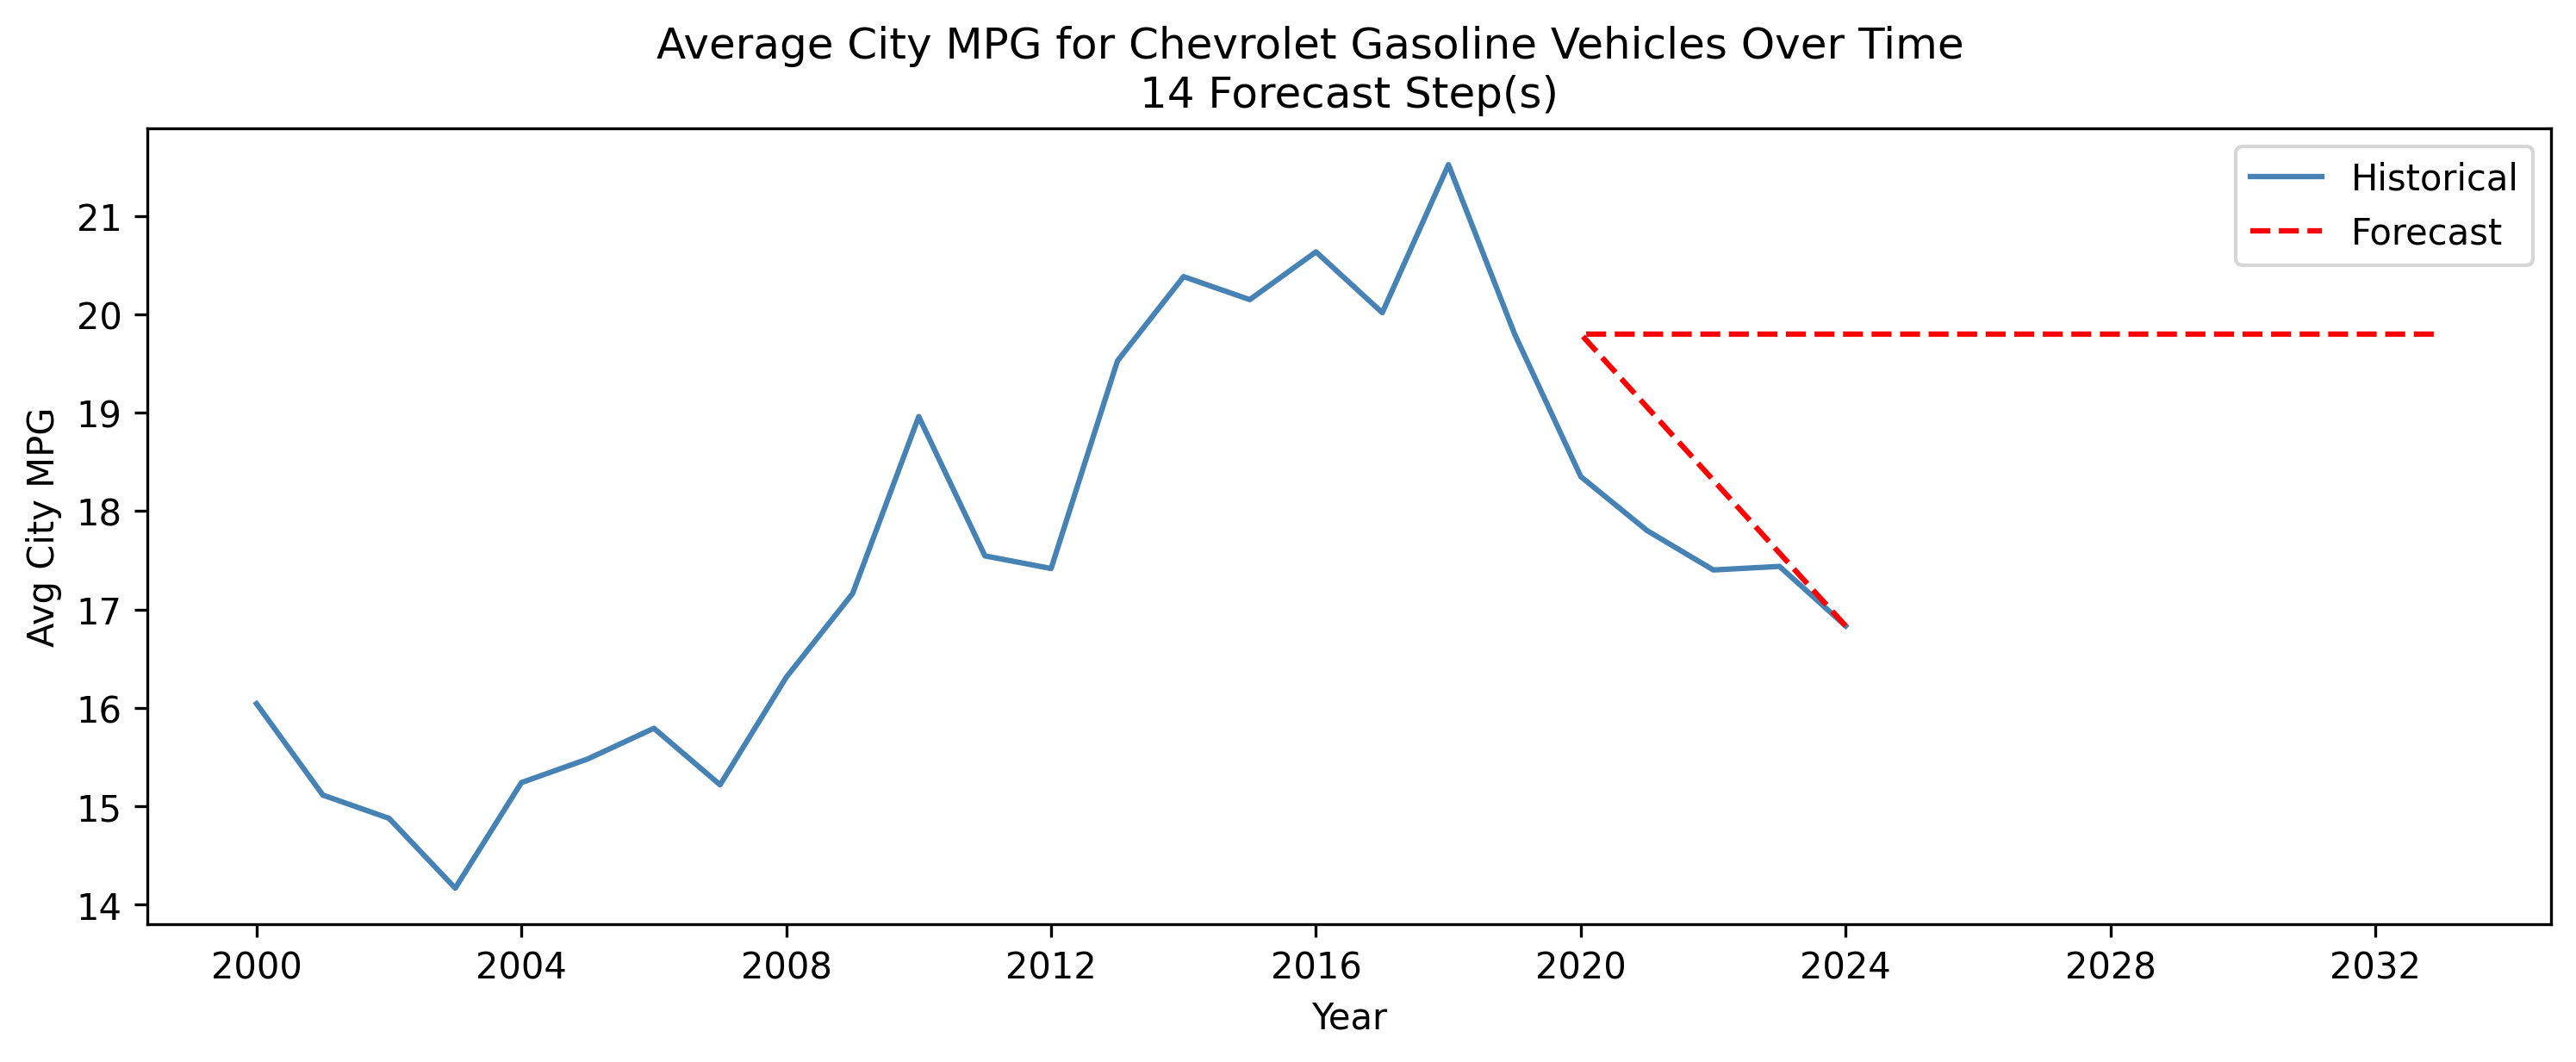 Average City MPG for Chevrolet Gasoline Vehicles Over Time
14 Forecast Step(s)
Historical
Forecast
Avg City MPG
21
20
19
18
17
16
15
14
2000
2004
2008
2012
2016
2020
2024
2028
2032
Year